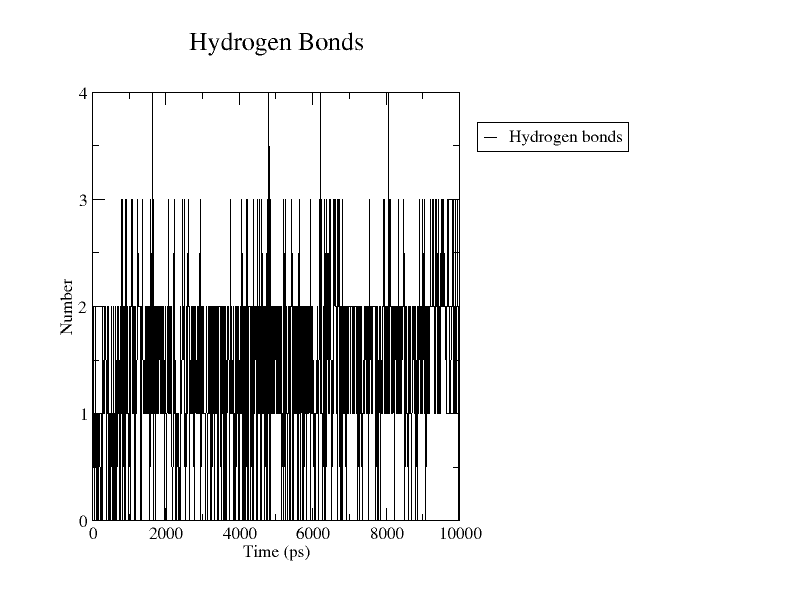 Hydrogen Bonds
4
Hydrogen bonds
3
2
Number
1
0
0 2000 4000 6000 8000 10000
Time (ps)